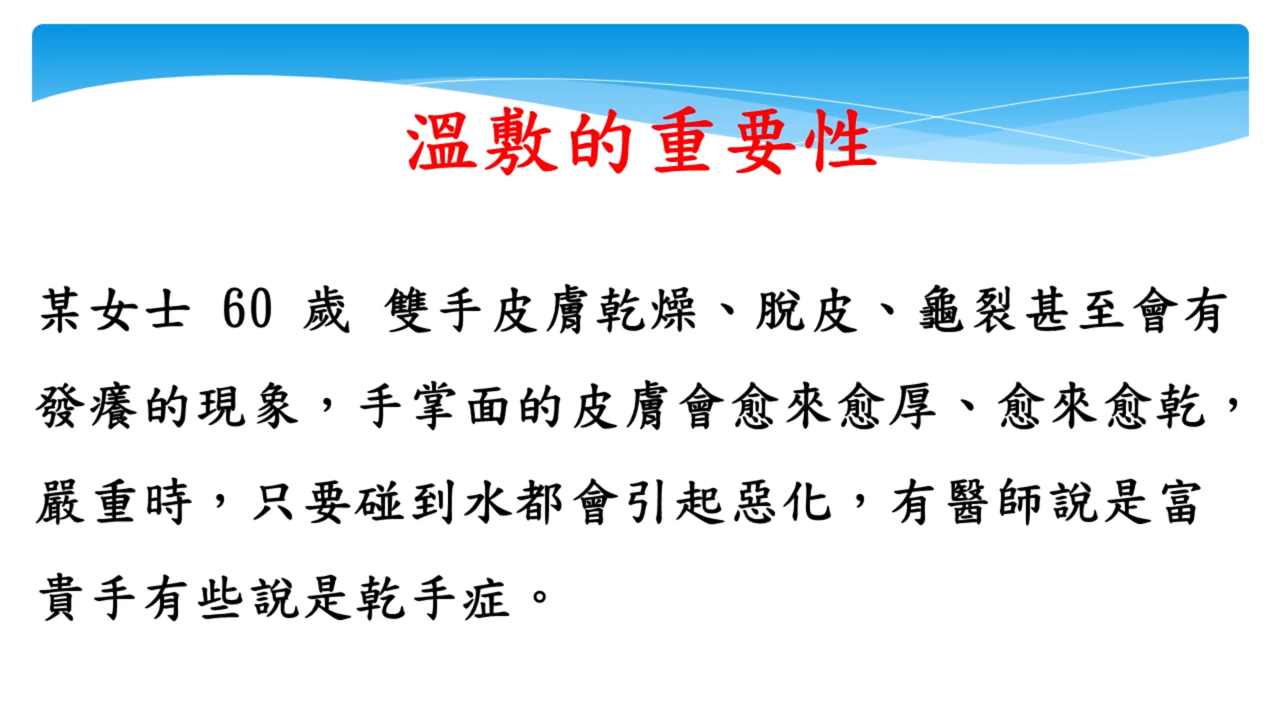 溫敷的重要性
某女士 60 歲 雙手皮膚乾燥、脫皮、龜裂甚至會有
發癢的現象，手掌面的皮膚會愈來愈厚、愈來愈乾，
嚴重時，只要碰到水都會引起惡化，有醫師說是富
貴手有些說是乾手症。